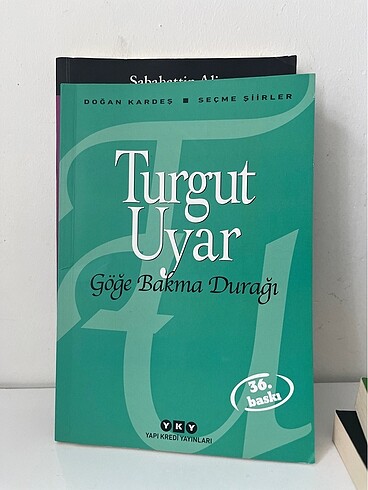 Sabahattin Ali
DOĞAN KARDEŞ ■ SEÇME ŞİİRLER
Turgut
Uyar
Göğe Bakma Durağı
36.
baskı
YKY
YAPI KREDİ YAYINLARI